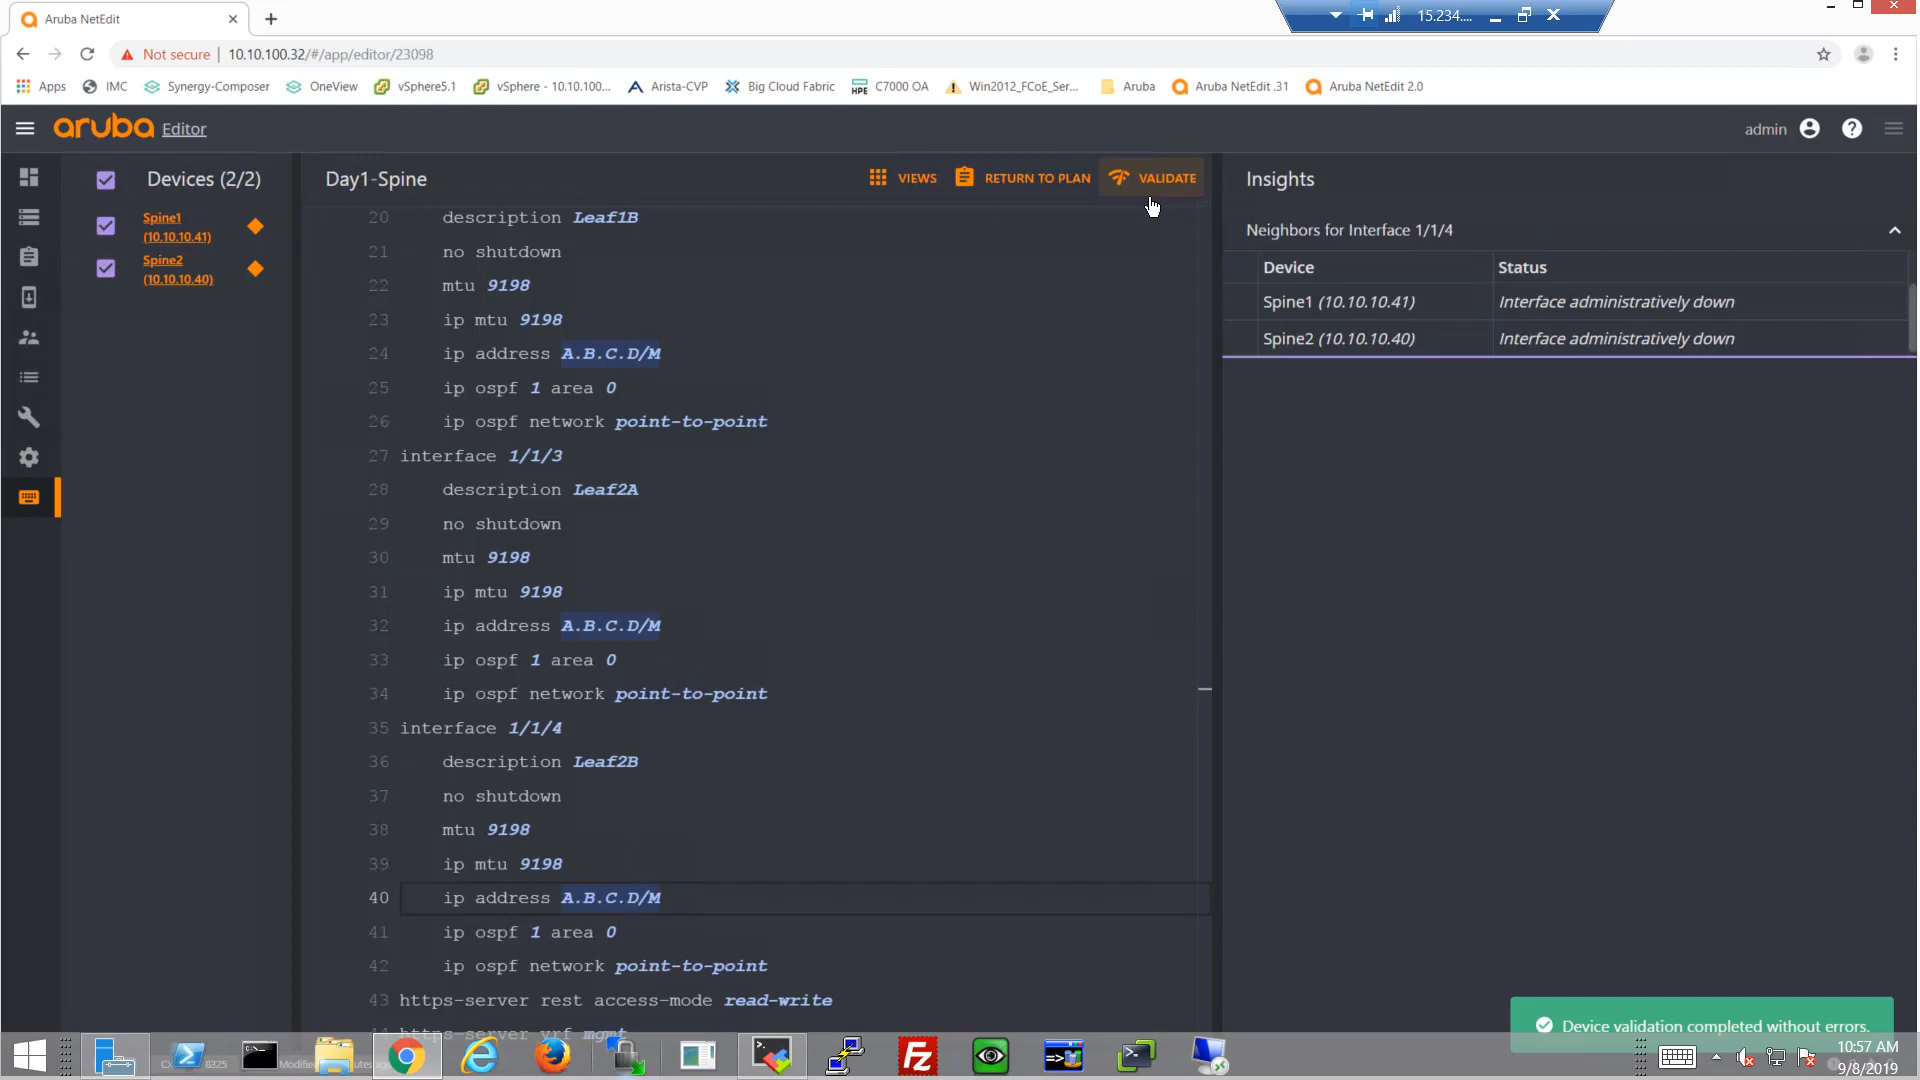 Aruba NetEdit
15.234....
Not secure
10.10.100.32/#/app/editor/23098
Apps
IMC
Synergy-Composer
OneView
vSphere5.1
vSphere - 10.10.100...
Arista-CVP
Big Cloud Fabric
C7000 OA
Win2012_FCoE_Ser...
Aruba
Aruba NetEdit .31
Aruba NetEdit 2.0
aruba Editor
admin
Devices (2/2)
Spine1
(10.10.10.41)
Spine2
(10.10.10.40)
Day1-Spine
VIEWS
RETURN TO PLAN
VALIDATE
20 description Leaf1B
21 no shutdown
22 mtu 9198
23 ip mtu 9198
24 ip address A.B.C.D/M
25 ip ospf 1 area 0
26 ip ospf network point-to-point
27 interface 1/1/3
28 description Leaf2A
29 no shutdown
30 mtu 9198
31 ip mtu 9198
32 ip address A.B.C.D/M
33 ip ospf 1 area 0
34 ip ospf network point-to-point
35 interface 1/1/4
36 description Leaf2B
37 no shutdown
38 mtu 9198
39 ip mtu 9198
40 ip address A.B.C.D/M
41 ip ospf 1 area 0
42 ip ospf network point-to-point
43 https-server rest access-mode read-write
44 https-server vrf mgmt
Insights
Neighbors for Interface 1/1/4
Device Status
Spine1 (10.10.10.41) Interface administratively down
Spine2 (10.10.10.40) Interface administratively down
Device validation completed without errors.
10:57 AM
9/8/2019